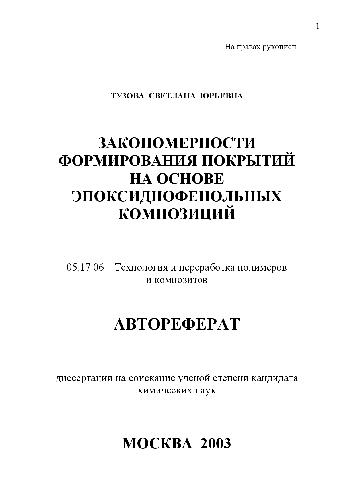 1
На правах рукописи
ТУЗОВА СВЕТЛАНА ЮРЬЕВНА
ЗАКОНОМЕРНОСТИ
ФОРМИРОВАНИЯ ПОКРЫТИЙ
НА ОСНОВЕ
ЭПОКСИДНОФЕНОЛЬНЫХ
КОМПОЗИЦИЙ
05.17.06 – Технология и переработка полимеров
и композитов
АВТОРЕФЕРАТ
диссертации на соискание ученой степени кандидата
химических наук
МОСКВА 2003